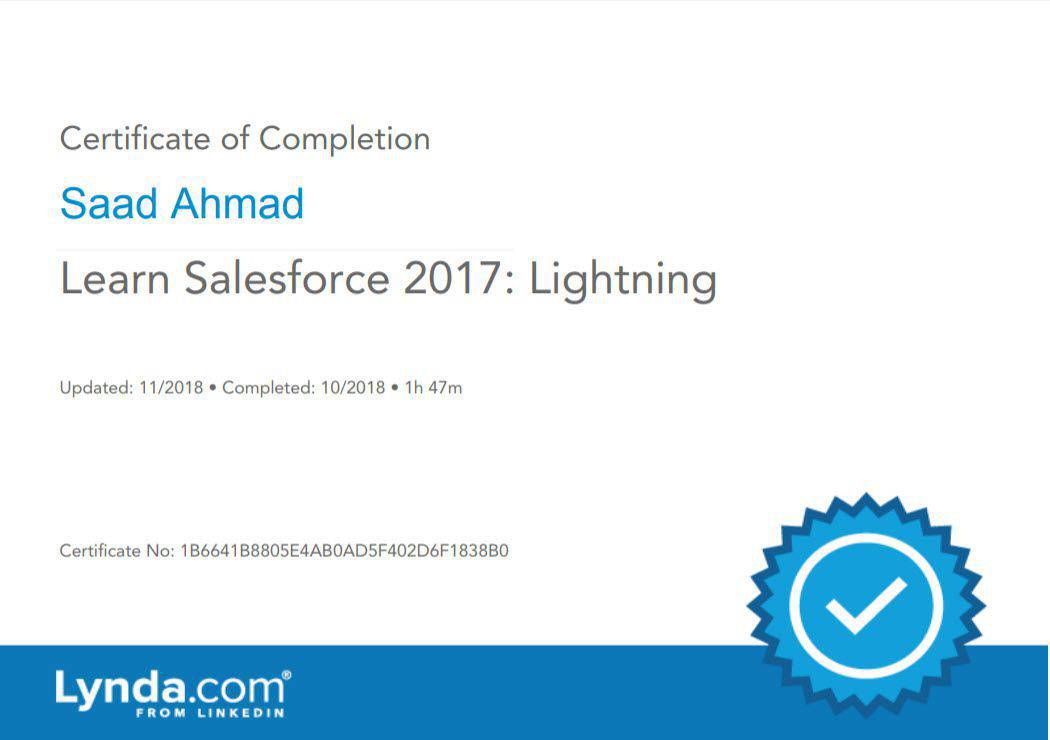 Certificate of Completion
Saad Ahmad
Learn Salesforce 2017: Lightning
Updated: 11/2018 • Completed: 10/2018 • 1h 47m
Certificate No: 1B6641B8805E4AB0AD5F402D6F1838B0
Lynda.com®
FROM LINKEDIN